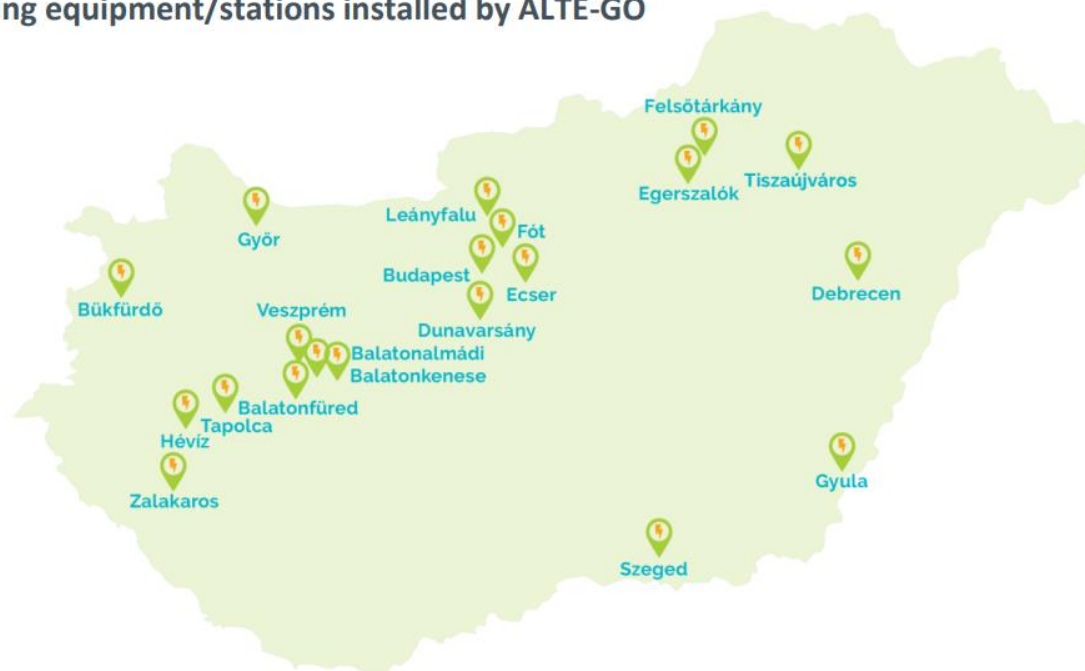 ng equipment/stations installed by ALTE-GO
Felsőtárkány
Tiszaújváros
Egerszalók
Leányfalu
Fót
Győr
Budapest
Ecser
Debrecen
Bükfürdő
Veszprém
Dunavarsány
Balatonalmádi
Balatonkenese
Balatonfüred
Tapolca
Hévíz
Zalakaros
Gyula
Szeged